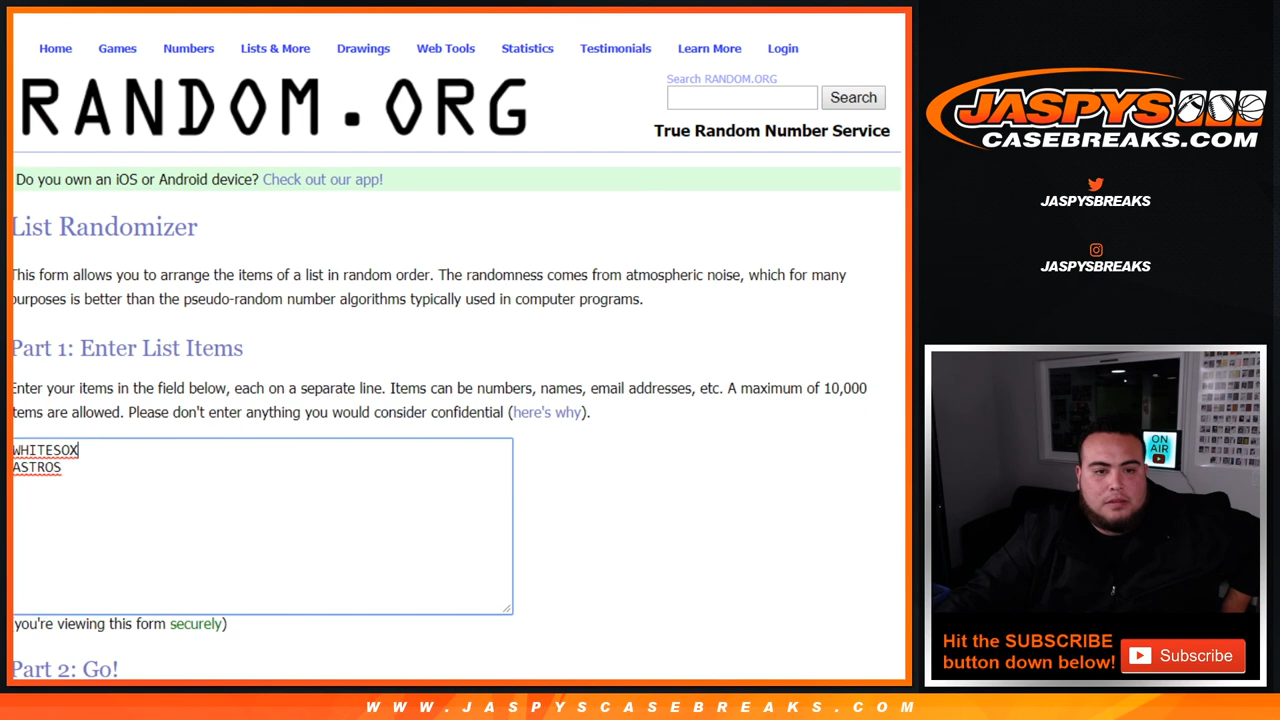 Home Games Numbers Lists & More Drawings Web Tools Statistics Testimonials Learn More Login
RANDOM.ORG
Search RANDOM.ORG
Search
True Random Number Service
Do you own an iOS or Android device? Check out our app!
List Randomizer
This form allows you to arrange the items of a list in random order. The randomness comes from atmospheric noise, which for many
purposes is better than the pseudo-random number algorithms typically used in computer programs.
Part 1: Enter List Items
Enter your items in the field below, each on a separate line. Items can be numbers, names, email addresses, etc. A maximum of 10,000
items are allowed. Please don't enter anything you would consider confidential (here's why).
WHITESOX
ASTROS
you're viewing this form securely)
Part 2: Go!
JASPYS
CASEBREAKS.COM
JASPYSBREAKS
JASPYSBREAKS
ON
AIR
Hit the SUBSCRIBE
button down below!
Subscribe
WWW.JASPYSCASEBREAKS.COM